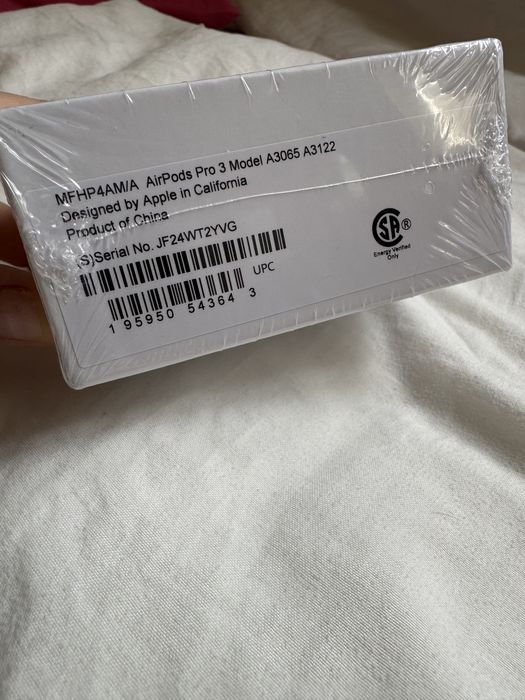 MFHP4AM/A AirPods Pro 3 Model A3065 A3122
Designed by Apple in California
Product of China
(S)Serial No. JF24WT2YVG
UPC
1 95950 54364 3
SA®
Energy Verified
Only